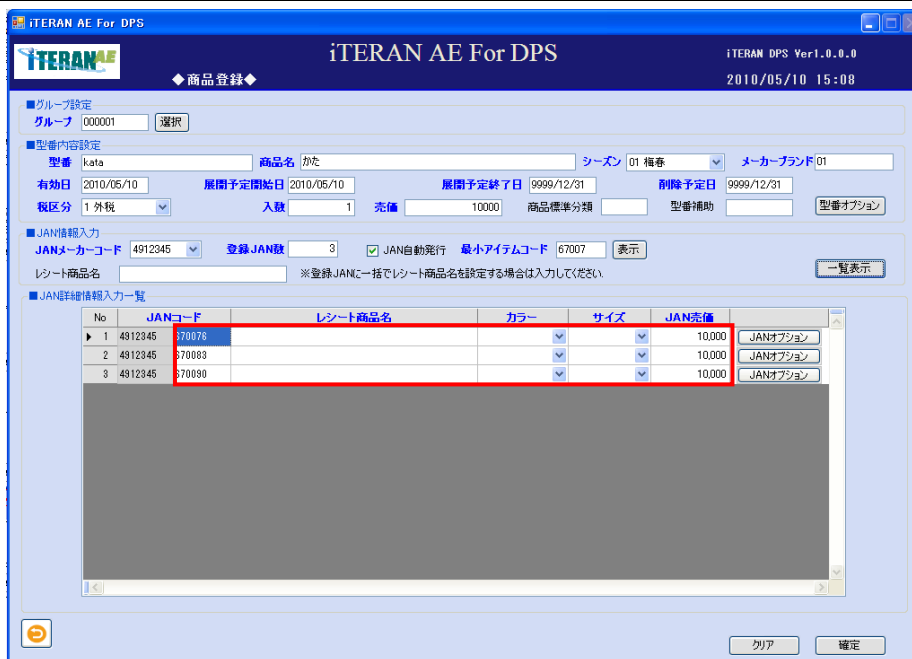 iTERAN AE For DPS
iTERAN AE
iTERAN AE For DPS
iTERAN DPS Ver1.0.0.0
◆商品登録◆
2010/05/10 15:08
■グループ設定
グループ 000001 選択
■型番内容設定
型番 kata 商品名 かた シーズン 01 梅春 メーカーブランド 01
有効日 2010/05/10 展開予定開始日 2010/05/10 展開予定終了日 9999/12/31 削除予定日 9999/12/31
税区分 1 外税 入数 1 売価 10000 商品標準分類 型番補助 型番オプション
■JAN情報入力
JANメーカーコード 4912345 登録JAN数 3 JAN自動発行 最小アイテムコード 67007 表示
レシート商品名 ※登録JANに一括でレシート商品名を設定する場合は入力してください. 一覧表示
■JAN詳細情報入力一覧
No JANコード レシート商品名 カラー サイズ JAN売価
1 4912345 670076 10,000 JANオプション
2 4912345 670083 10,000 JANオプション
3 4912345 670090 10,000 JANオプション
クリア 確定